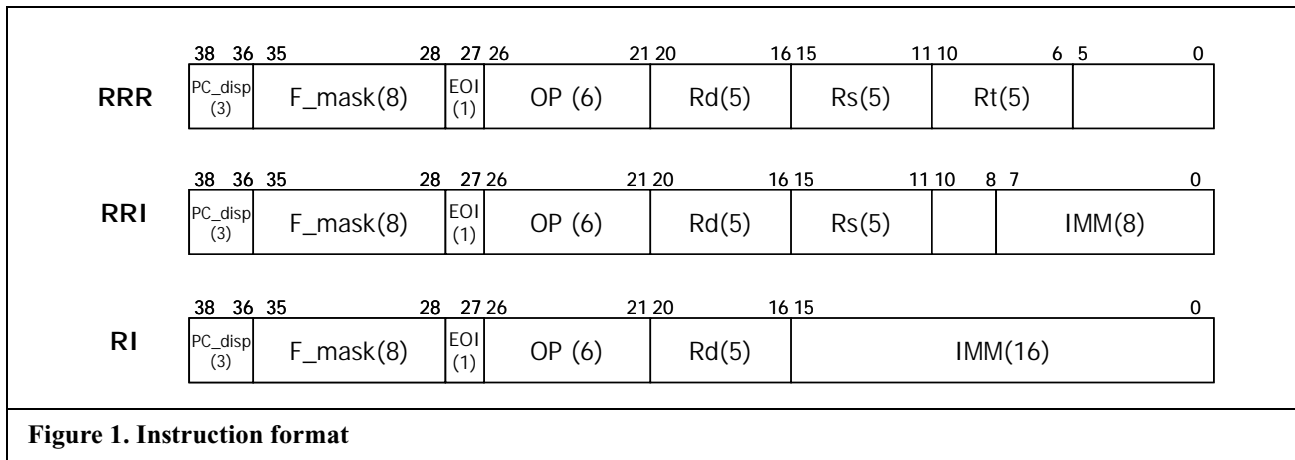 38 36 35 28 27 26 21 20 16 15 11 10 6 5 0
RRR PC_disp (3) F_mask(8) EOI (1) OP (6) Rd(5) Rs(5) Rt(5)
38 36 35 28 27 26 21 20 16 15 11 10 8 7 0
RRI PC_disp (3) F_mask(8) EOI (1) OP (6) Rd(5) Rs(5) IMM(8)
38 36 35 28 27 26 21 20 16 15 0
RI PC_disp (3) F_mask(8) EOI (1) OP (6) Rd(5) IMM(16)
Figure 1. Instruction format